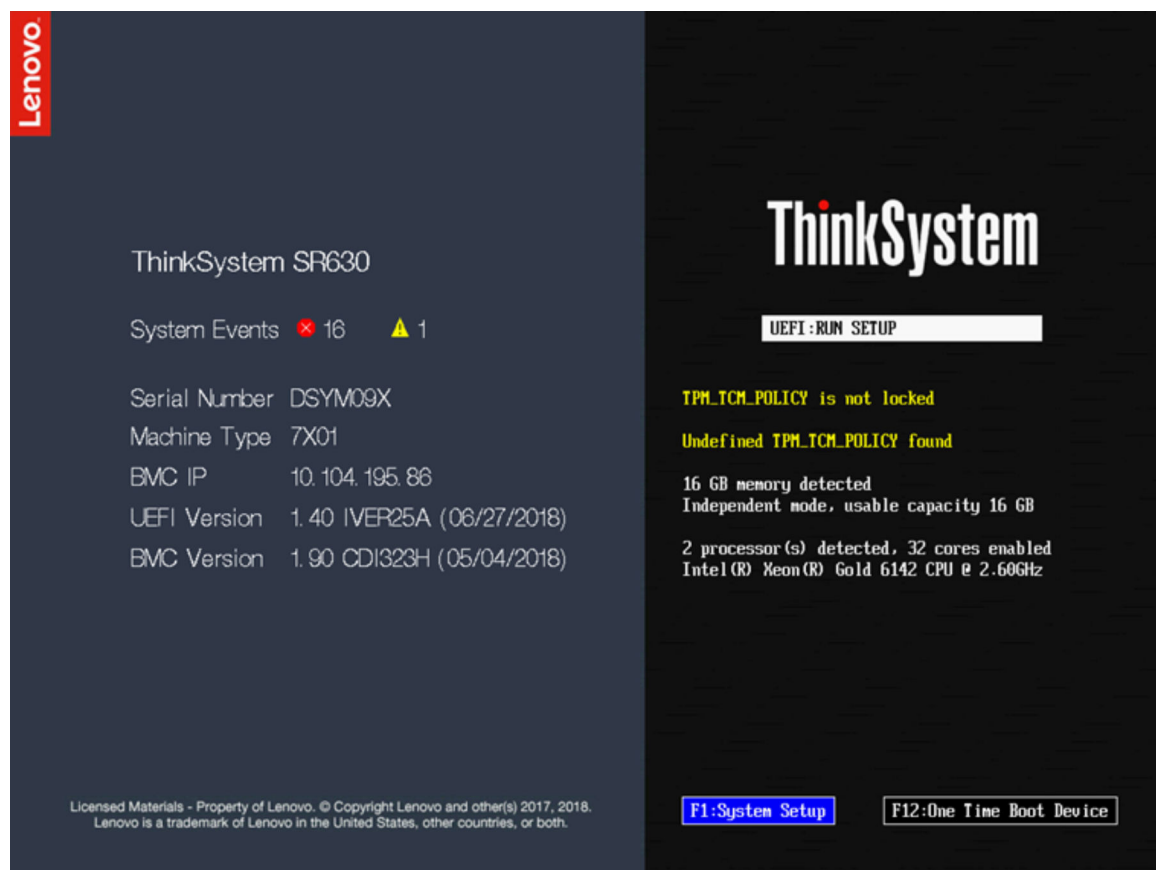 Lenovo
ThinkSystem SR630
System Events 16 1
Serial Number DSYM09X
Machine Type 7X01
BMC IP 10.104.195.86
UEFI Version 1.40 IVER25A (06/27/2018)
BMC Version 1.90 CDI323H (05/04/2018)
Licensed Materials - Property of Lenovo. © Copyright Lenovo and other(s) 2017, 2018.
Lenovo is a trademark of Lenovo in the United States, other countries, or both.
ThinkSystem
UEFI:RUN SETUP
TPM_TCM_POLICY is not locked
Undefined TPM_TCM_POLICY found
16 GB memory detected
Independent mode, usable capacity 16 GB
2 processor(s) detected, 32 cores enabled
Intel(R) Xeon(R) Gold 6142 CPU @ 2.60GHz
F1:System Setup
F12:One Time Boot Device